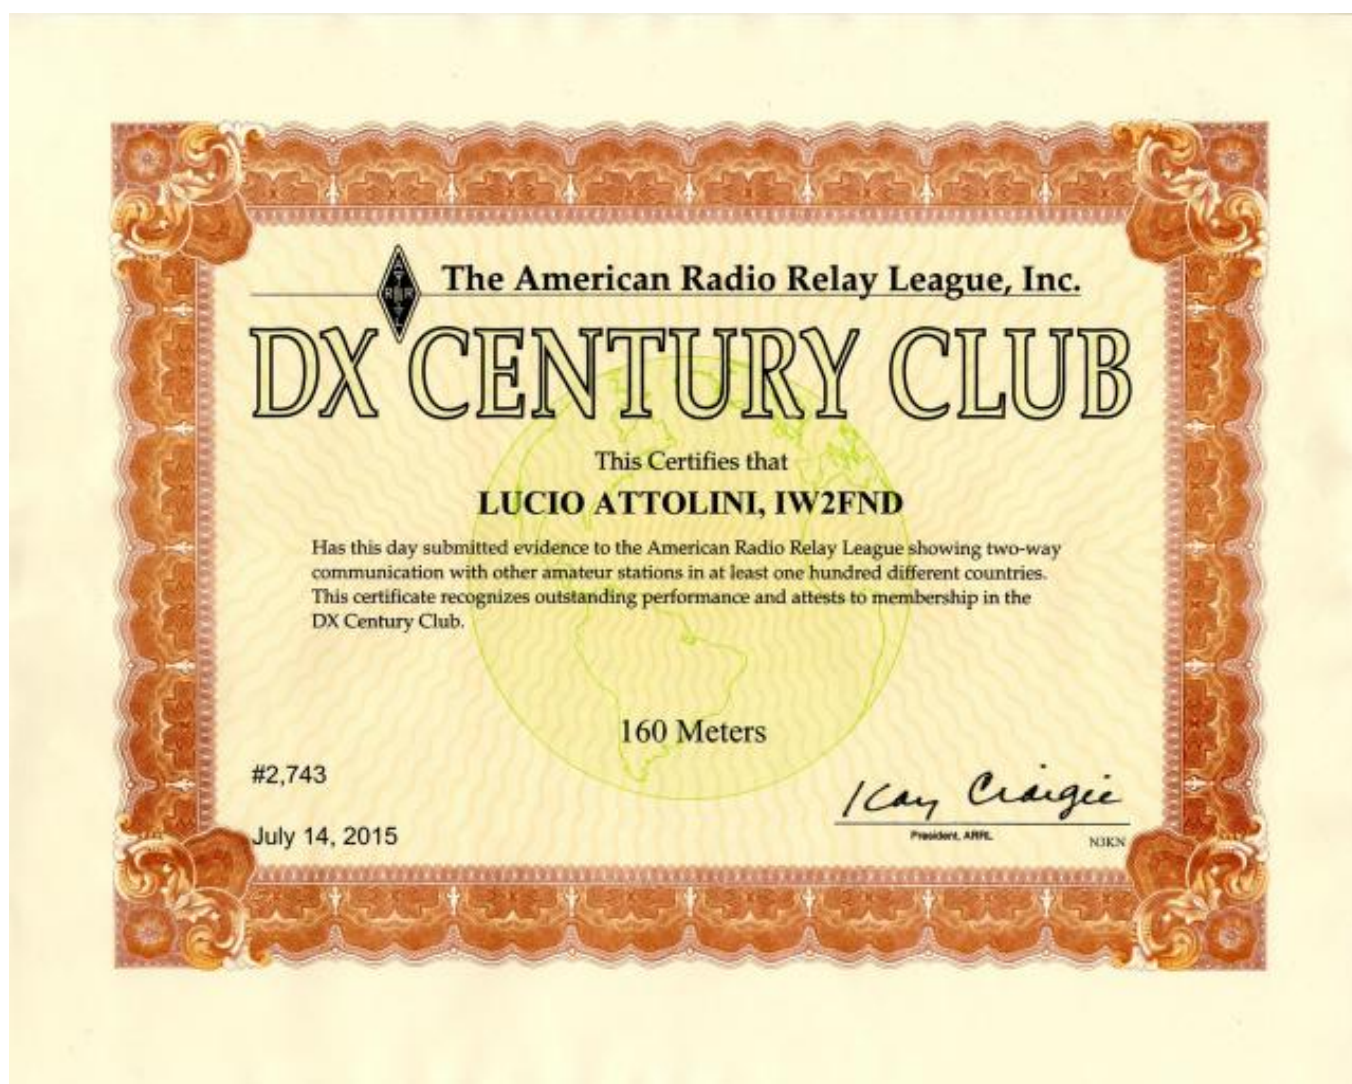 The American Radio Relay League, Inc.
ARRL
DX CENTURY CLUB
This Certifies that
LUCIO ATTOLINI, IW2FND
Has this day submitted evidence to the American Radio Relay League showing two-way
communication with other amateur stations in at least one hundred different countries.
This certificate recognizes outstanding performance and attests to membership in the
DX Century Club.
160 Meters
#2,743
Kay Craigie
President, ARRL
N3KN
July 14, 2015